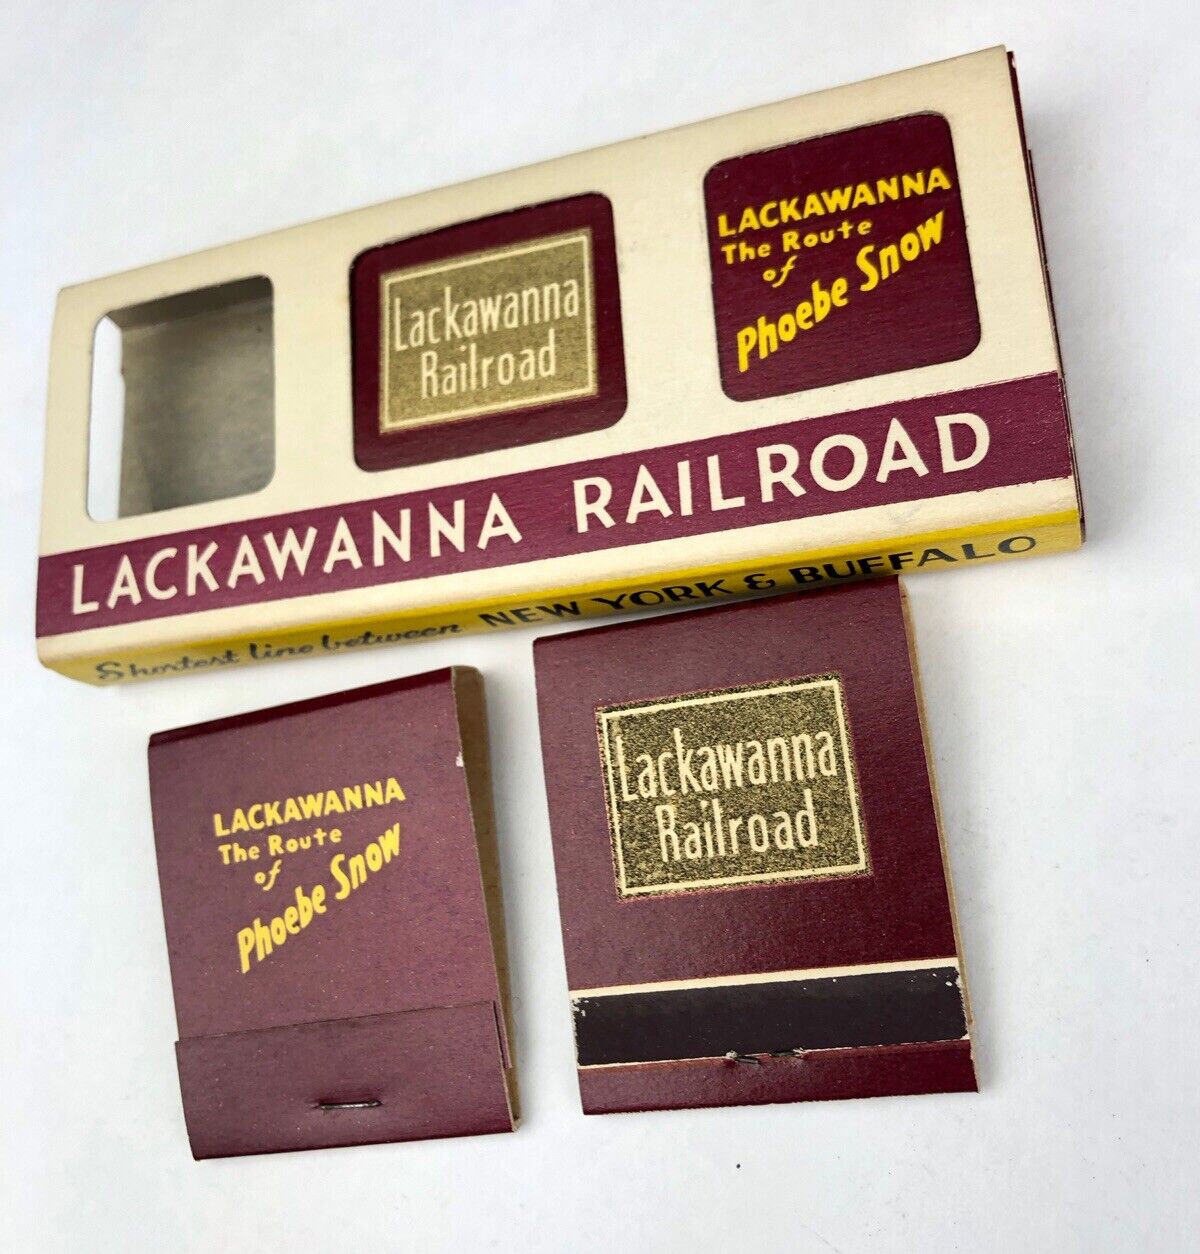 Lackawanna
Railroad
LACKAWANNA
The Route
of
Phoebe Snow
LACKAWANNA RAILROAD
Shortest line between NEW YORK & BUFFALO
LACKAWANNA
The Route
of
Phoebe Snow
Lackawanna
Railroad